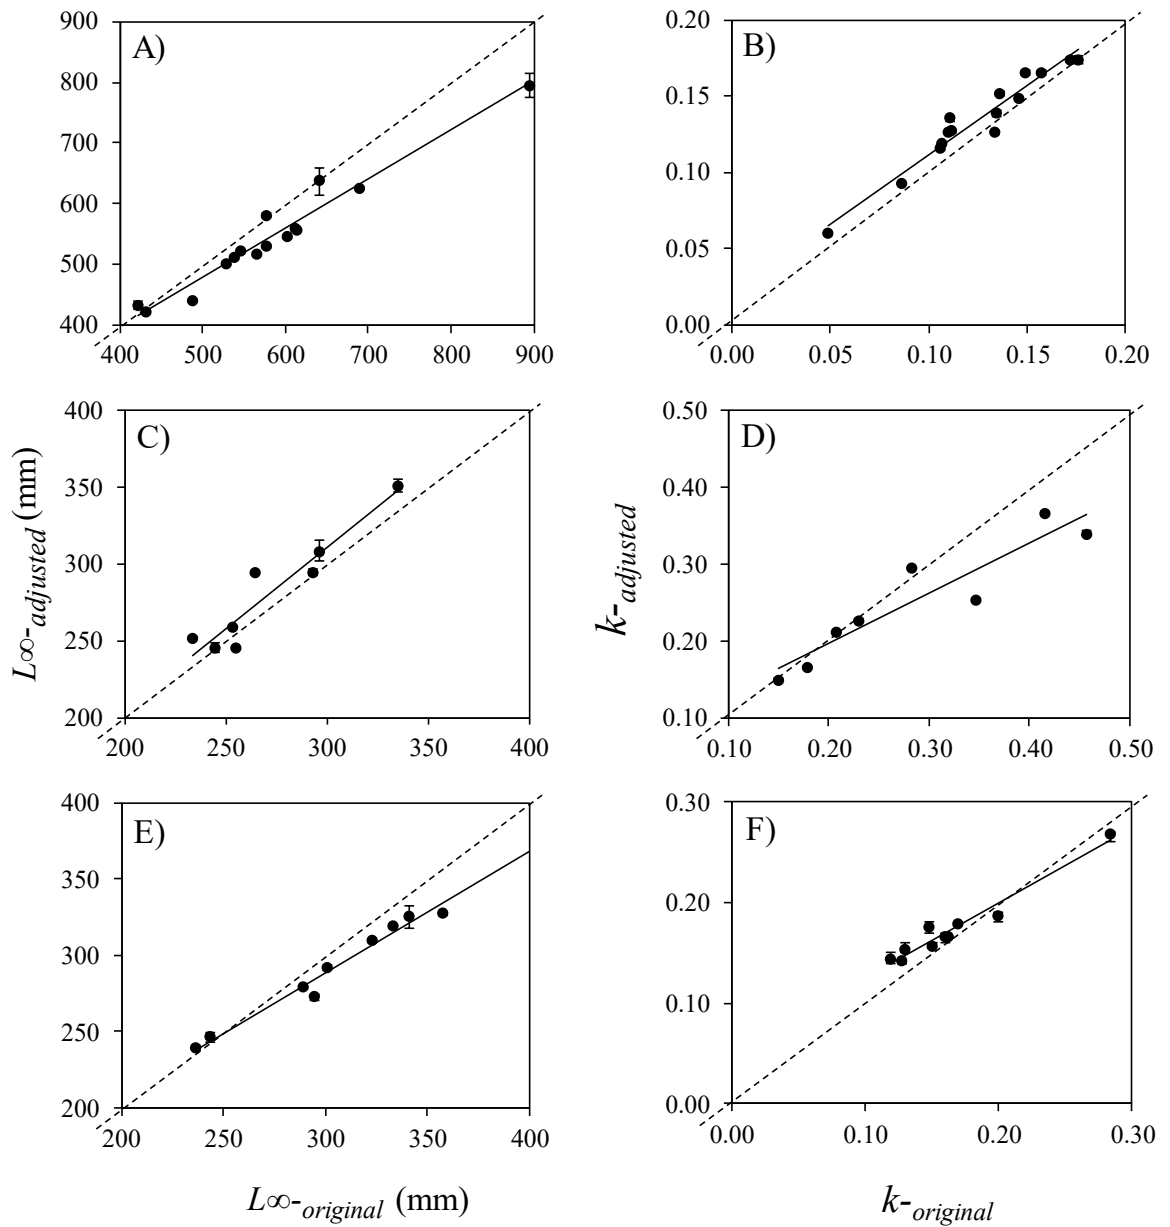 A)
900
800
700
600
500
400
400 500 600 700 800 900
B)
0.20
0.15
0.10
0.05
0.00
0.00 0.05 0.10 0.15 0.20
C)
400
350
300
250
200
200 250 300 350 400
D)
0.50
0.40
0.30
0.20
0.10
0.10 0.20 0.30 0.40 0.50
L∞-adjusted (mm)
k-adjusted
E)
400
350
300
250
200
200 250 300 350 400
F)
0.30
0.20
0.10
0.00
0.00 0.10 0.20 0.30
L∞-original (mm)
k-original